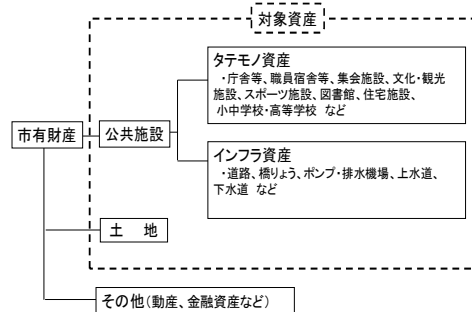 対象資産
タテモノ資産
・庁舎等、職員宿舎等、集会施設、文化・観光
施設、スポーツ施設、図書館、住宅施設、
小中学校・高等学校 など
市有財産
公共施設
インフラ資産
・道路、橋りょう、ポンプ・排水機場、上水道、
下水道 など
土 地
その他(動産、金融資産など)